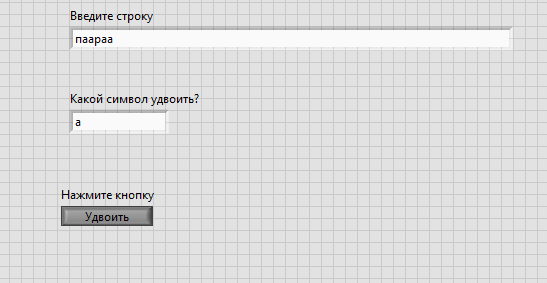 Введите строку
паараа
Какой символ удвоить?
а
Нажмите кнопку
Удвоить